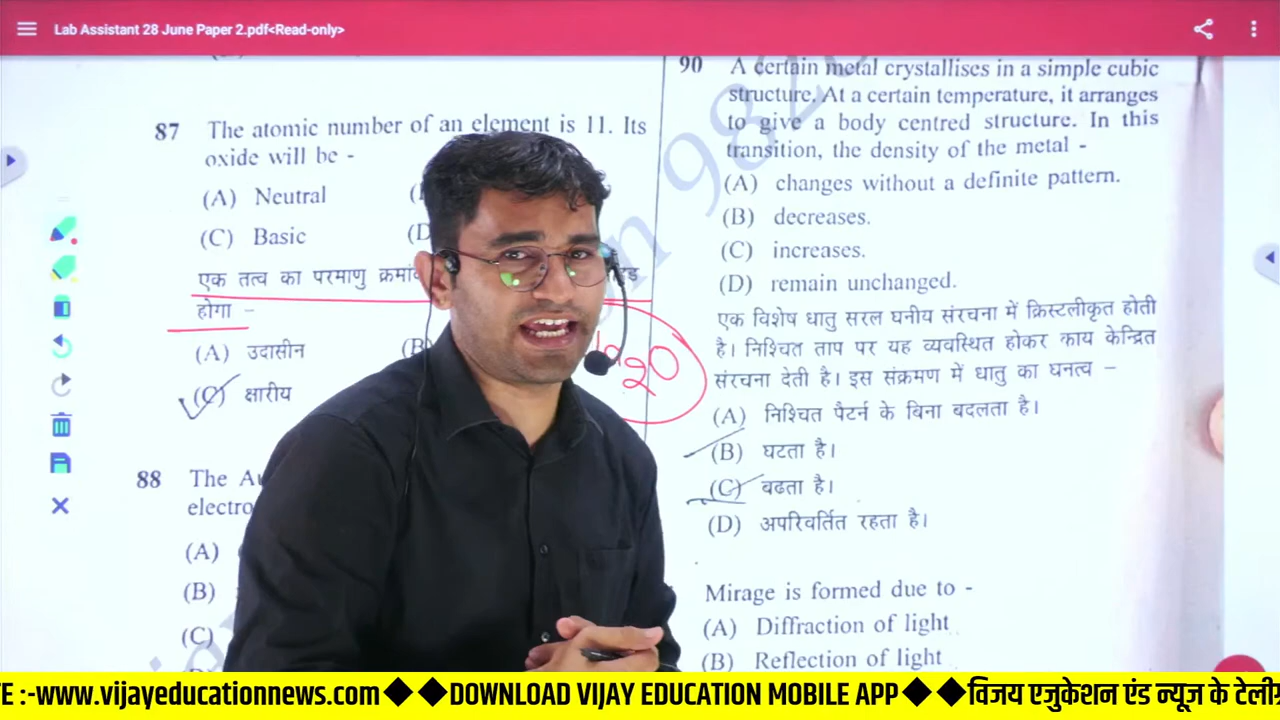 Lab Assistant 28 June Paper 2.pdf<Read-only>
87 The atomic number of an element is 11. Its
oxide will be -
(A) Neutral
(C) Basic
एक तत्व का परमाणु
होगा -
(A) उदासीन
(B)
(C) क्षारीय
20
88 The
electro
(A)
(B)
(C)
90 A certain metal crystallises in a simple cubic
structure. At a certain temperature, it arranges
to give a body centred structure. In this
transition, the density of the metal -
(A) changes without a definite pattern.
(B) decreases.
(C) increases.
(D) remain unchanged.
एक विशेष धातु सरल घनीय संरचना में क्रिस्टलीकृत होती
है। निश्चित ताप पर यह व्यवस्थित होकर काय केन्द्रित
संरचना देती है। इस संक्रमण में धातु का घनत्व –
(A) निश्चित पैटर्न के बिना बदलता है।
(B) घटता है।
(C) बढता है।
(D) अपरिवर्तित रहता है।
Mirage is formed due to -
(A) Diffraction of light
(B) Reflection of light
:-www.vijayeducationnews.com◆◆DOWNLOAD VIJAY EDUCATION MOBILE APP◆◆विजय एजुकेशन एंड न्यूज के